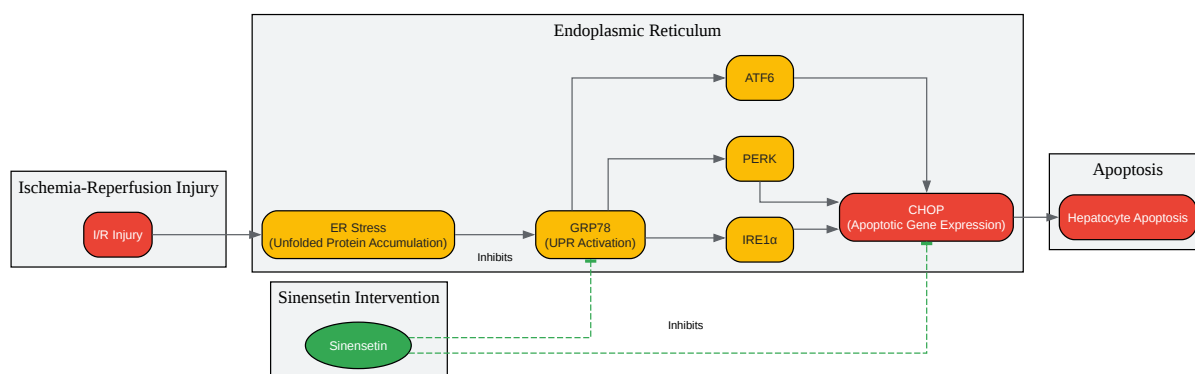 Endoplasmic Reticulum
ATF6
PERK
Ischemia-Reperfusion Injury
Apoptosis
I/R Injury
ER Stress
(Unfolded Protein Accumulation)
GRP78
(UPR Activation)
IRE1α
CHOP
(Apoptotic Gene Expression)
Hepatocyte Apoptosis
Inhibits
Sinensetin Intervention
Sinensetin
Inhibits